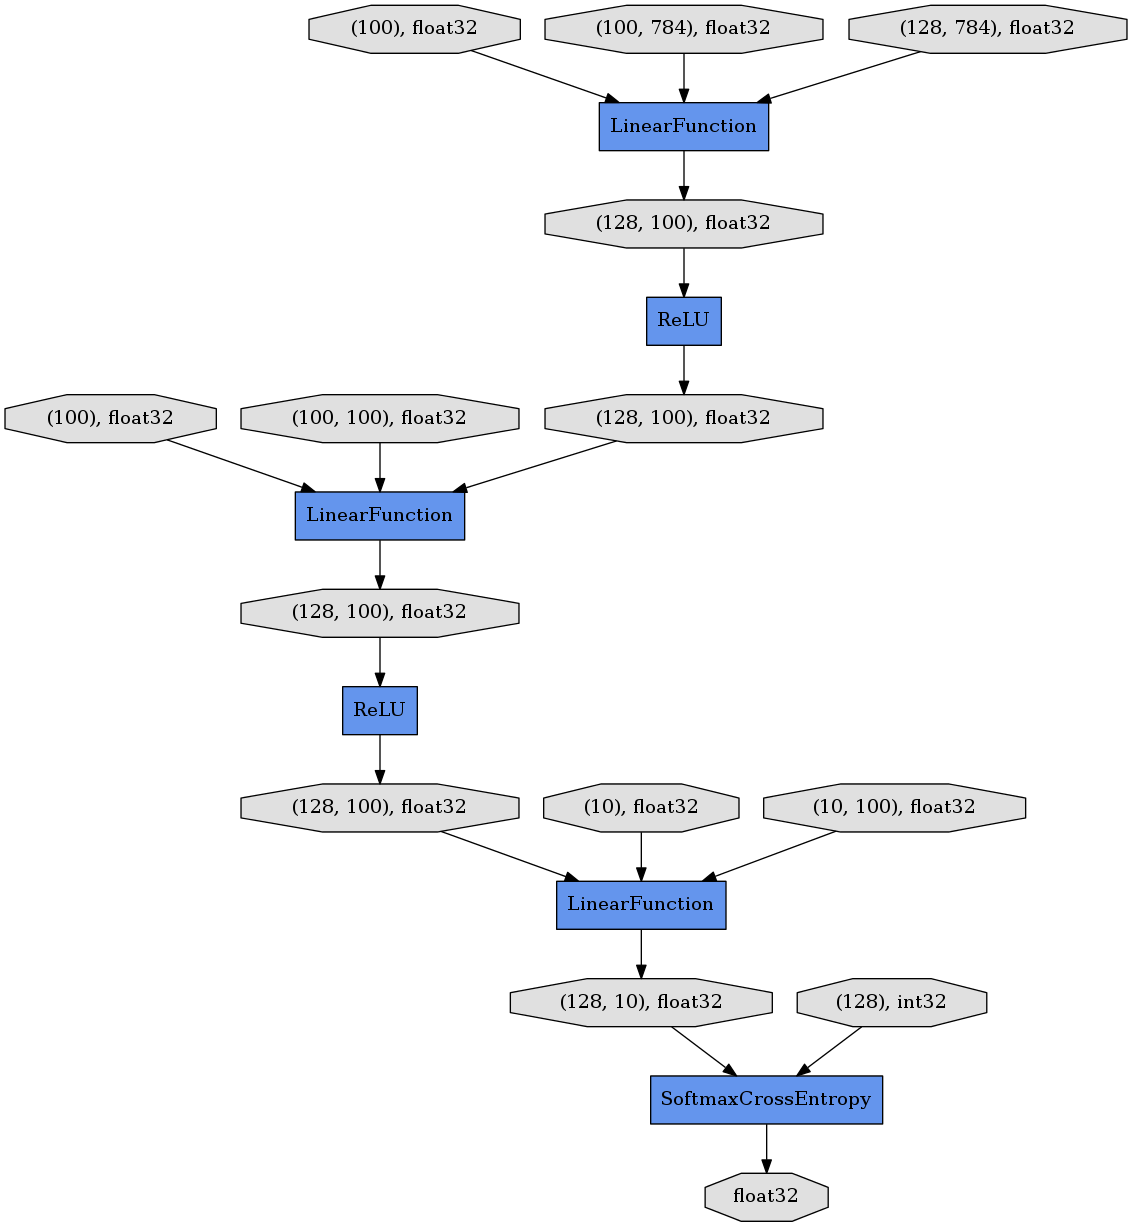 (100), float32
(100, 784), float32
(128, 784), float32
LinearFunction
(128, 100), float32
ReLU
(100), float32
(100, 100), float32
(128, 100), float32
LinearFunction
(128, 100), float32
ReLU
(128, 100), float32
(10), float32
(10, 100), float32
LinearFunction
(128, 10), float32
(128), int32
SoftmaxCrossEntropy
float32